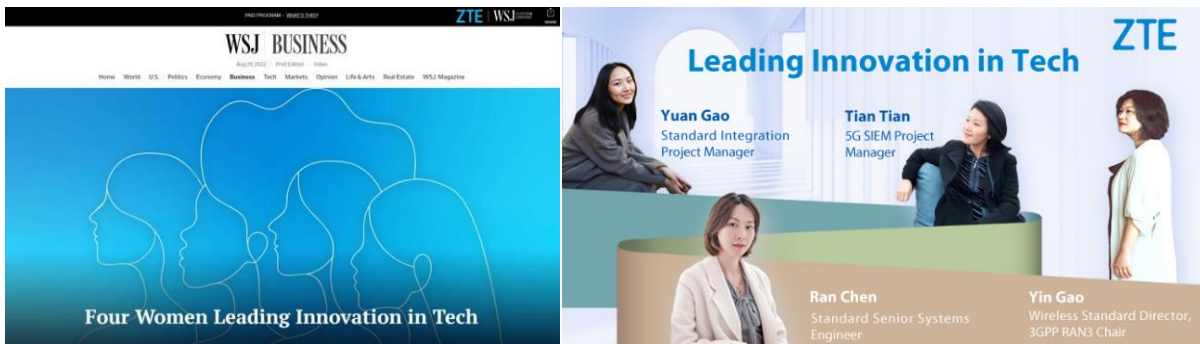 PAID PROGRAM - WHAT'S THIS?
ZTE | WSJ CUSTOM CONTENT
SHARE
WSJ | BUSINESS
Aug 29, 2022 Print Edition Video
Home World U.S. Politics Economy Business Tech Markets Opinion Life & Arts Real Estate WSJ. Magazine
Four Women Leading Innovation in Tech
ZTE
Leading Innovation in Tech
Yuan Gao
Standard Integration
Project Manager
Tian Tian
5G SIEM Project
Manager
Ran Chen
Standard Senior Systems
Engineer
Yin Gao
Wireless Standard Director,
3GPP RAN3 Chair